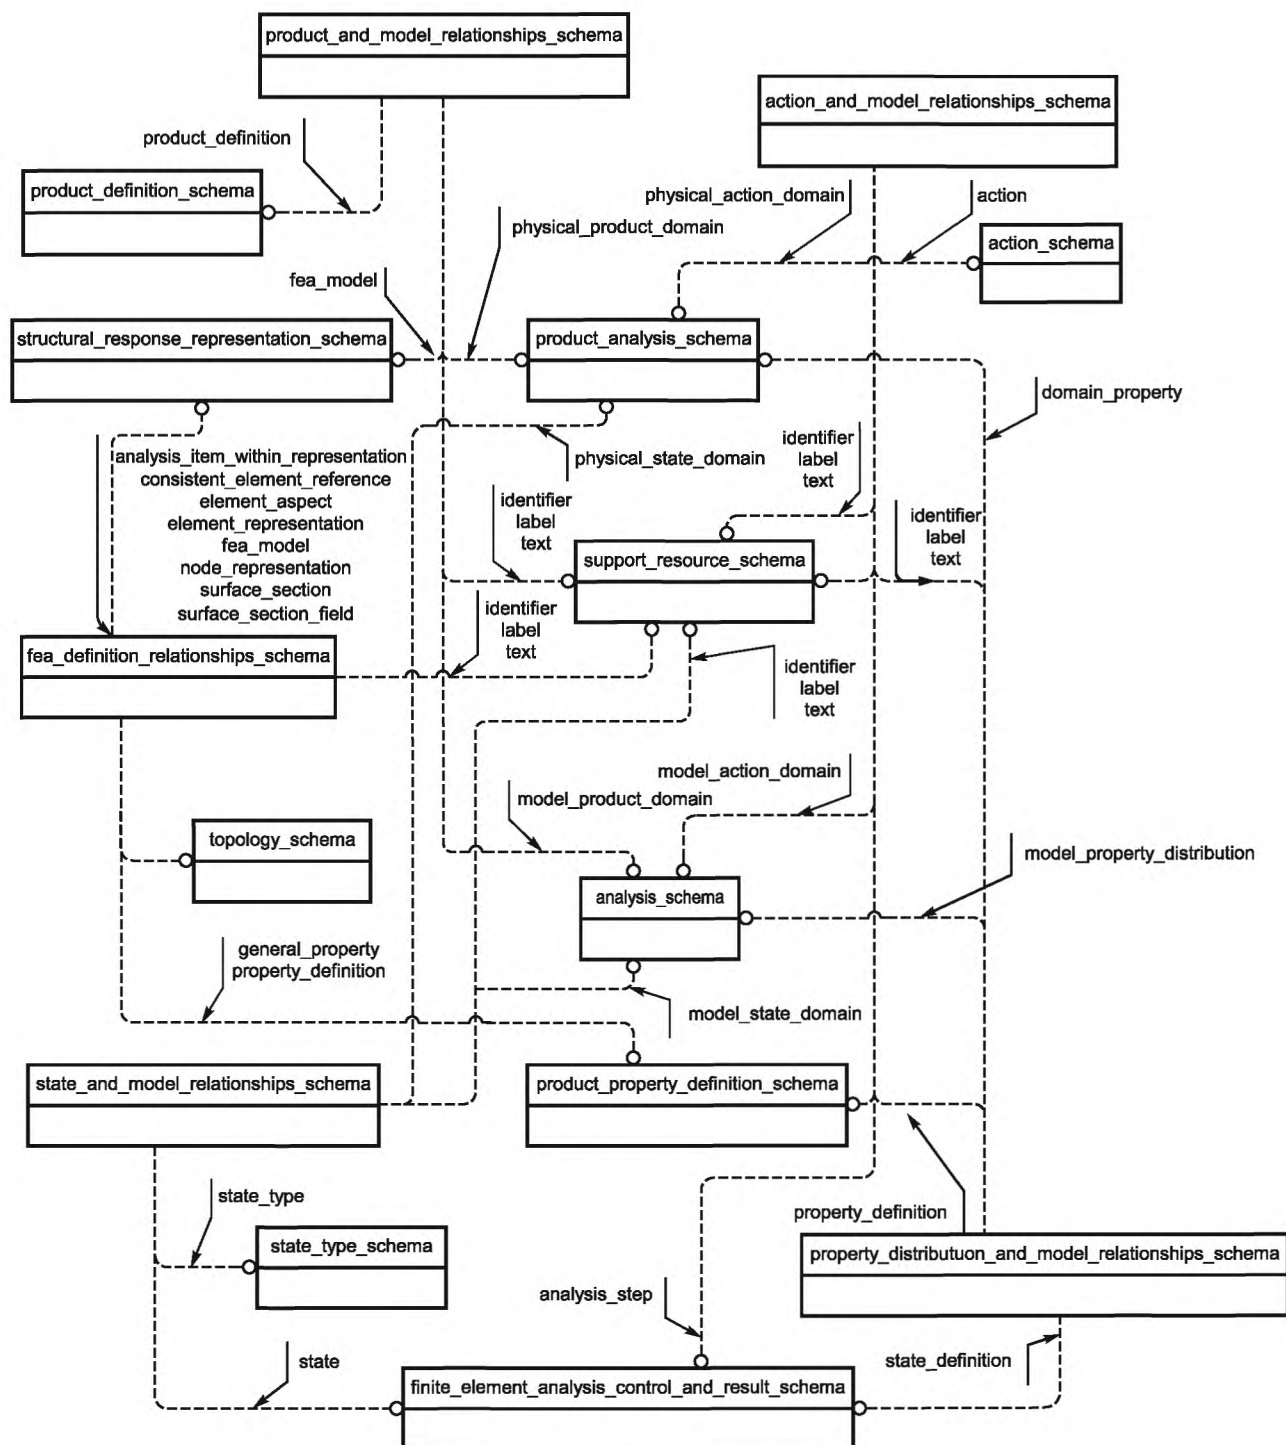 product_and_model_relationships_schema
action_and_model_relationships_schema
product_definition
product_definition_schema
physical_action_domain
action
physical_product_domain
action_schema
fea_model
structural_response_representation_schema
product_analysis_schema
domain_property
analysis_item_within_representation
consistent_element_reference
element_aspect
element_representation
fea_model
node_representation
surface_section
surface_section_field
physical_state_domain
identifier
label
text
identifier
label
text
identifier
label
text
support_resource_schema
identifier
label
text
fea_definition_relationships_schema
identifier
label
text
model_action_domain
model_product_domain
topology_schema
model_property_distribution
analysis_schema
general_property
property_definition
model_state_domain
state_and_model_relationships_schema
product_property_definition_schema
state_type
property_definition
state_type_schema
property_distributuon_and_model_relationships_schema
analysis_step
state
state_definition
finite_element_analysis_control_and_result_schema